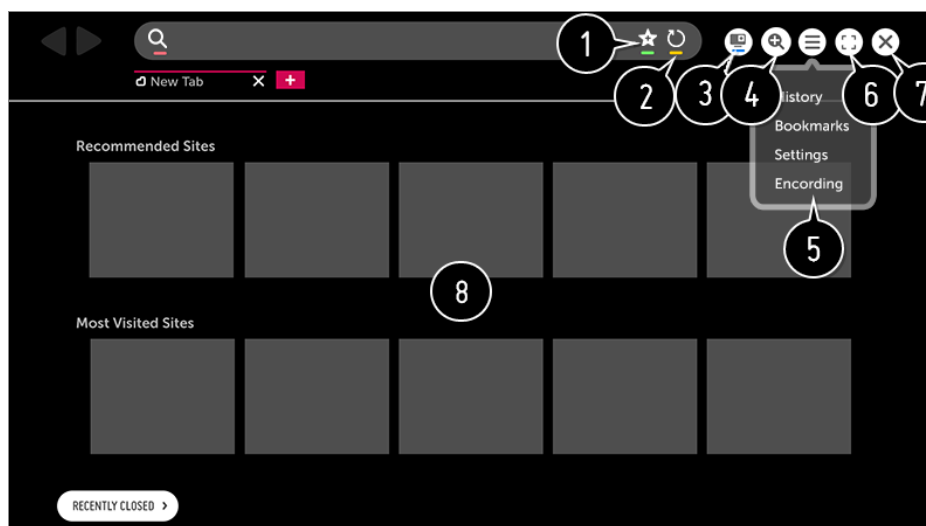 1
New Tab
2
3
4
6
7
History
Bookmarks
Settings
Encording
5
Recommended Sites
8
Most Visited Sites
RECENTLY CLOSED